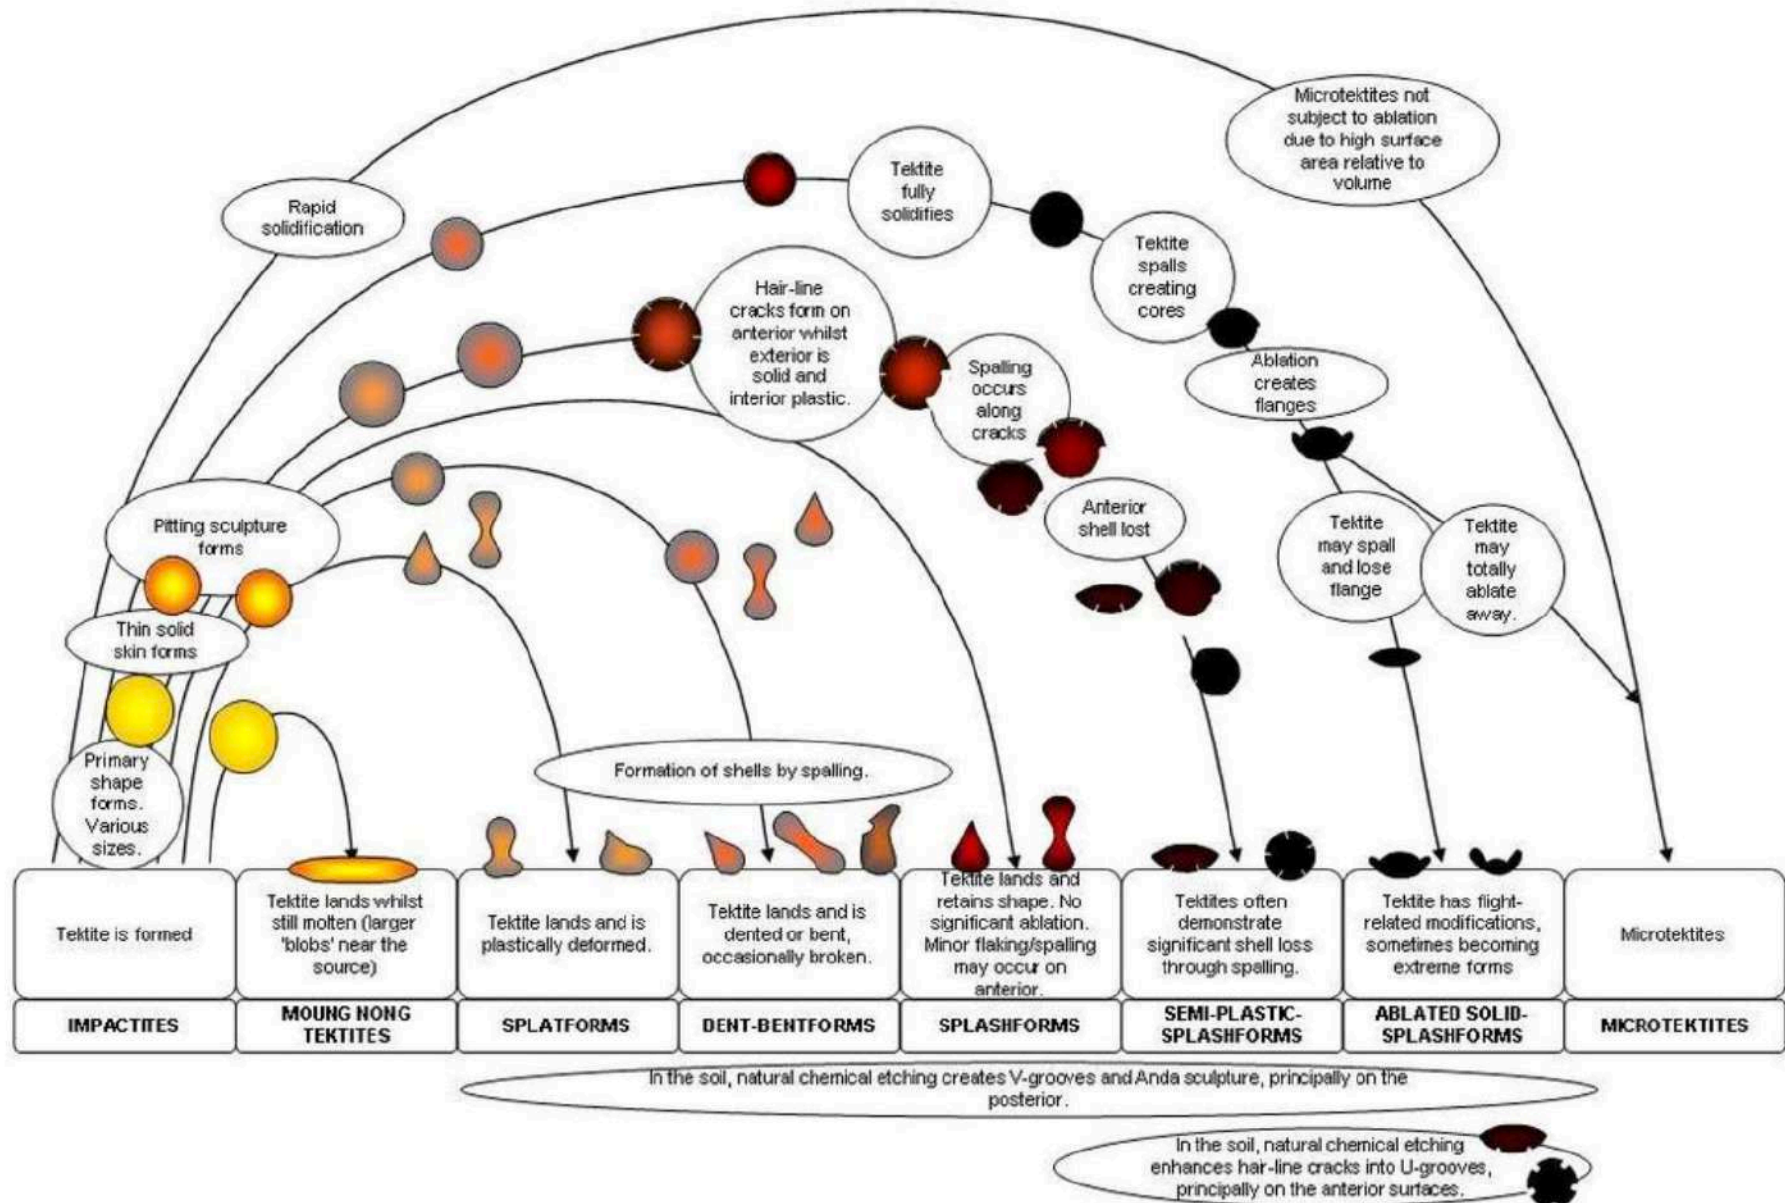 Microtektites not
subject to ablation
due to high surface
area relative to
volume
Rapid
solidification
Tektite
fully
solidifies
Tektite
spalls
creating
cores
Hair-line
cracks form on
anterior whilst
exterior is
solid and
interior plastic.
Spalling
occurs
along
cracks
Ablation
creates
flanges
Pitting sculpture
forms
Anterior
shell lost
Tektite
may spall
and lose
flange
Tektite
may
totally
ablate
away.
Thin solid
skin forms
Primary
shape
forms.
Various
sizes.
Formation of shells by spalling.
Tektite is formed
Tektite lands whilst
still molten (larger
'blobs' near the
source)
Tektite lands and is
plastically deformed.
Tektite lands and is
dented or bent,
occasionally broken.
Tektite lands and
retains shape. No
significant ablation.
Minor flaking/spalling
may occur on
anterior.
Tektites often
demonstrate
significant shell loss
through spalling.
Tektite has flight-
related modifications,
sometimes becoming
extreme forms
Microtektites
IMPACTITES
MOUNG NONG
TEKTITES
SPLATFORMS
DENT-BENTFORMS
SPLASHFORMS
SEMI-PLASTIC-
SPLASHFORMS
ABLATED SOLID-
SPLASHFORMS
MICROTEKTITES
In the soil, natural chemical etching creates V-grooves and Anda sculpture, principally on the
posterior.
In the soil, natural chemical etching
enhances hair-line cracks into U-grooves,
principally on the anterior surfaces.